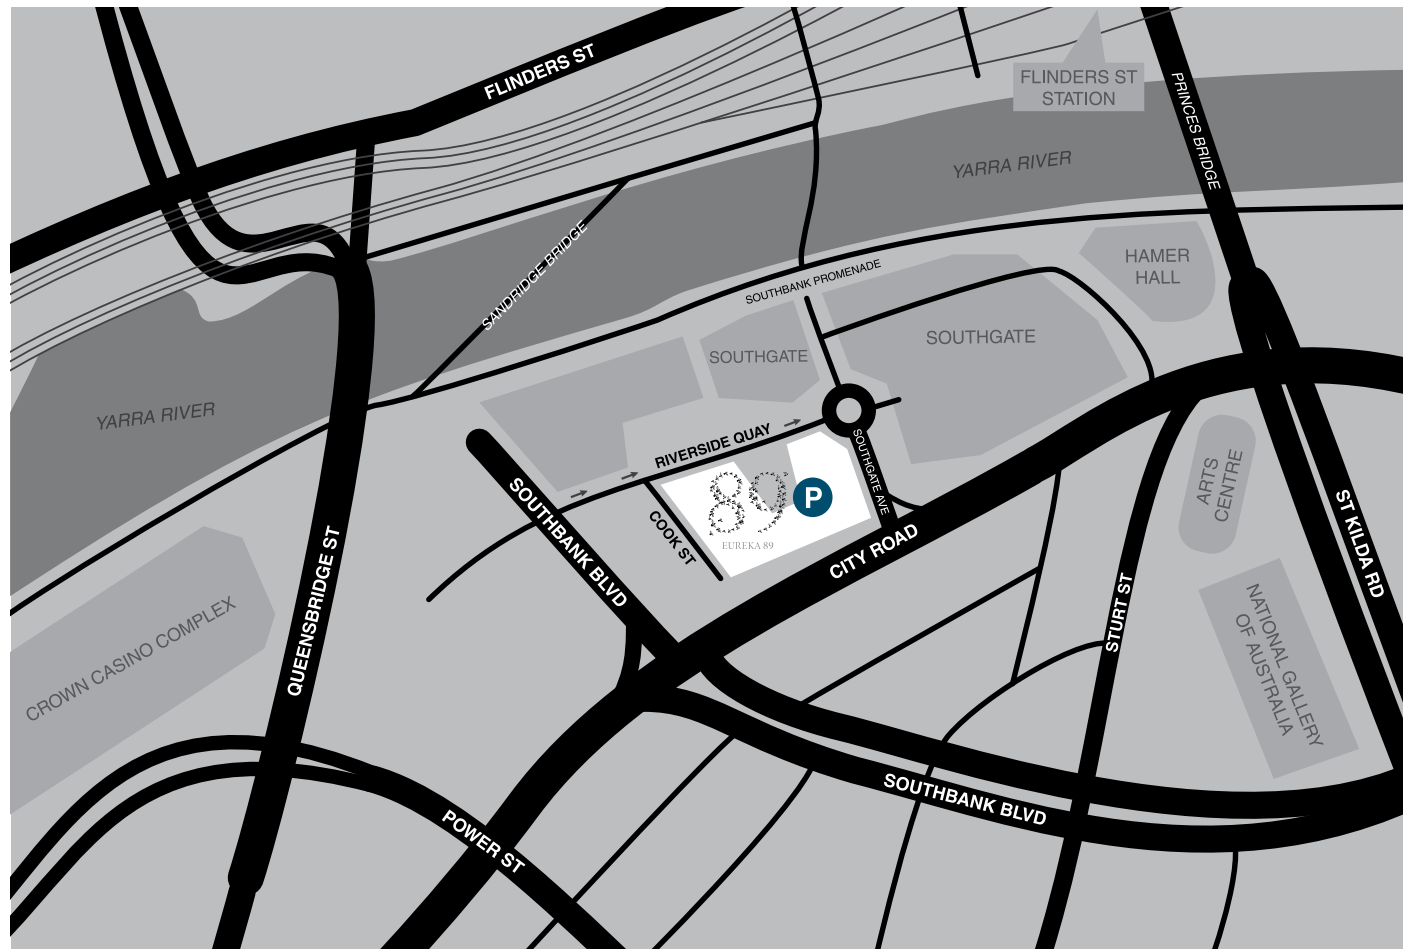 FLINDERS ST
FLINDERS ST
STATION
PRINCES BRIDGE
YARRA RIVER
SANDRIDGE BRIDGE
HAMER
HALL
SOUTHBANK PROMENADE
SOUTHGATE
SOUTHGATE
YARRA RIVER
RIVERSIDE QUAY
SOUTHGATE AVE
ARTS
CENTRE
89
P
EUREKA 89
COOK ST
SOUTHBANK BLVD
CITY ROAD
ST KILDA RD
QUEENSBRIDGE ST
STURT ST
CROWN CASINO COMPLEX
NATIONAL GALLERY
OF AUSTRALIA
SOUTHBANK BLVD
POWER ST